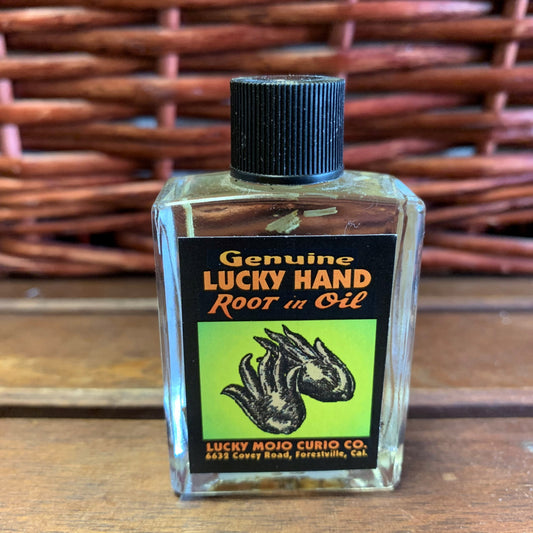 Genuine
LUCKY HAND
ROOT in Oil
LUCKY MOJO CURIO CO.
6632 Covey Road, Forestville, Cal.